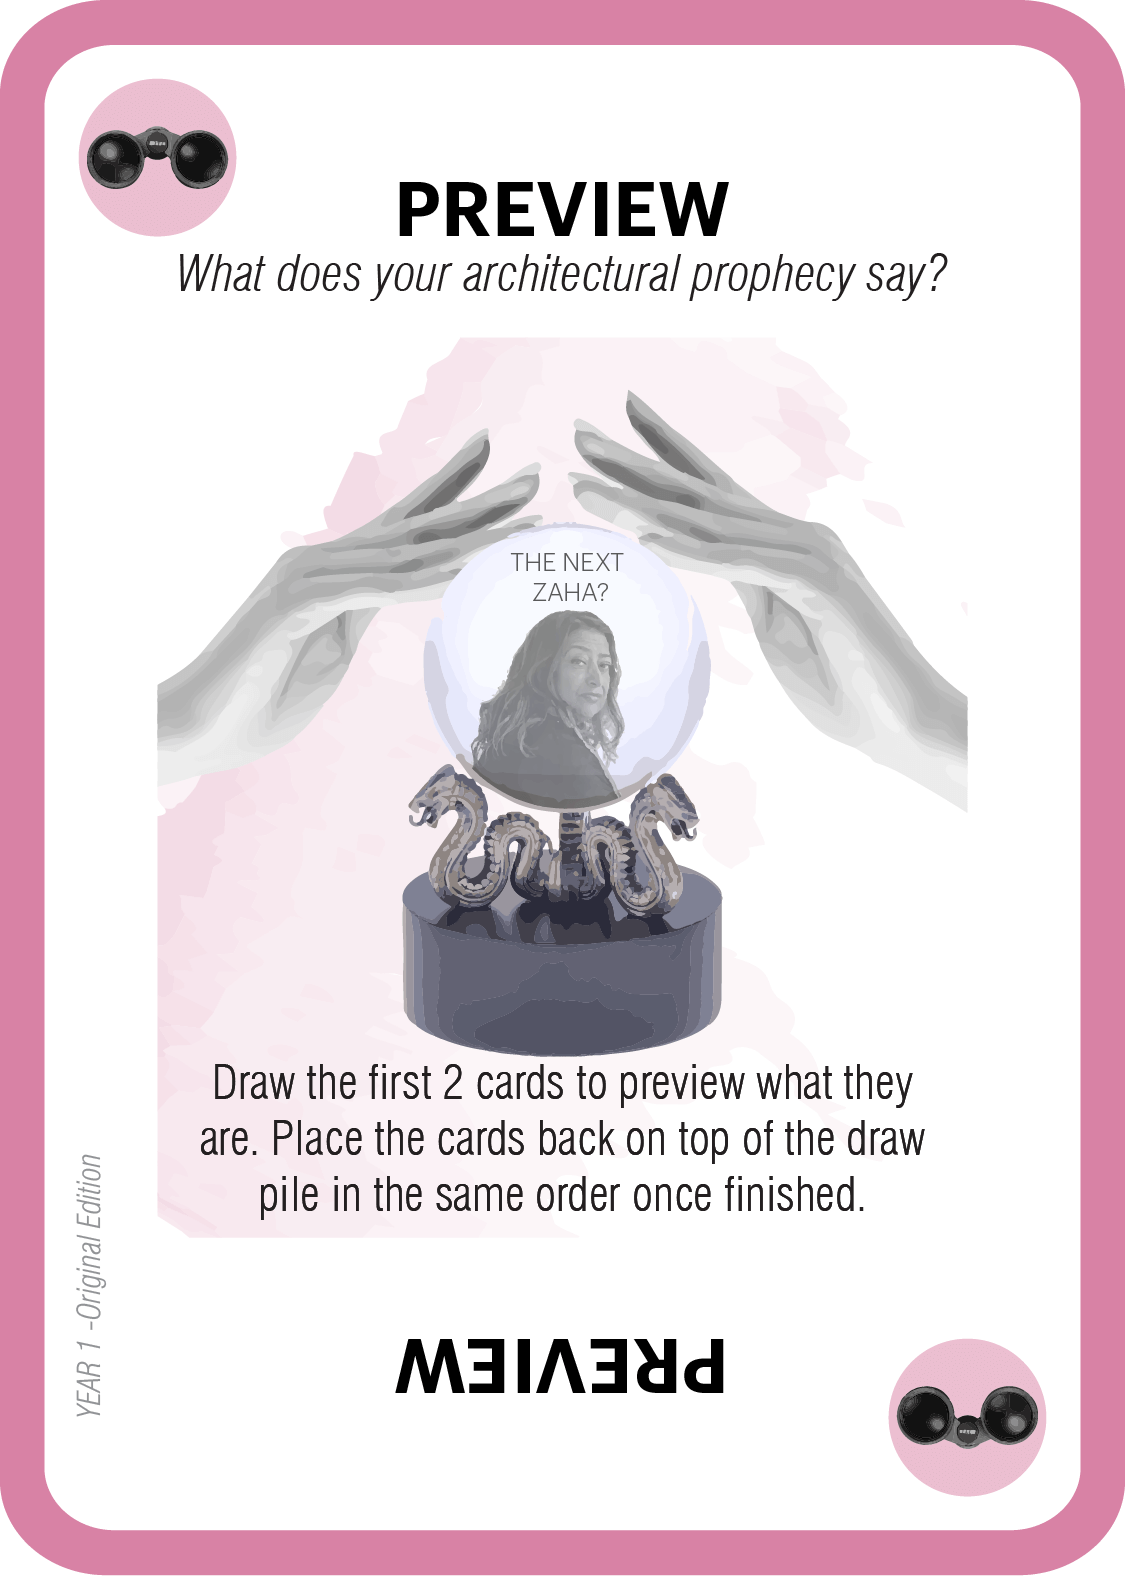 PREVIEW
What does your architectural prophecy say?
THE NEXT
ZAHA?
Draw the first 2 cards to preview what they
are. Place the cards back on top of the draw
pile in the same order once finished.
YEAR 1 -Original Edition
PREVIEW